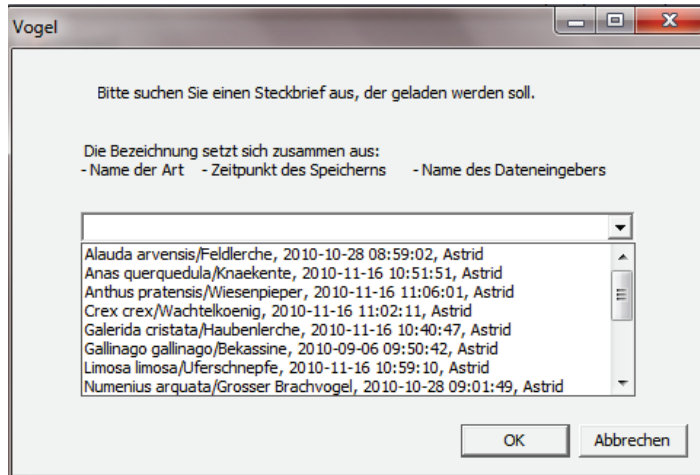 Vogel
Bitte suchen Sie einen Steckbrief aus, der geladen werden soll.
Die Bezeichnung setzt sich zusammen aus:
- Name der Art - Zeitpunkt des Speicherns - Name des Dateneingebers
Alauda arvensis/Feldlerche, 2010-10-28 08:59:02, Astrid
Anas querquedula/Knaekente, 2010-11-16 10:51:51, Astrid
Anthus pratensis/Wiesenpieper, 2010-11-16 11:06:01, Astrid
Crex crex/Wachtelkoenig, 2010-11-16 11:02:11, Astrid
Galerida cristata/Haubenlerche, 2010-11-16 10:40:47, Astrid
Gallinago gallinago/Bekassine, 2010-09-06 09:50:42, Astrid
Limosa limosa/Uferschnepfe, 2010-11-16 10:59:10, Astrid
Numenius arquata/Grosser Brachvogel, 2010-10-28 09:01:49, Astrid
OK Abbrechen